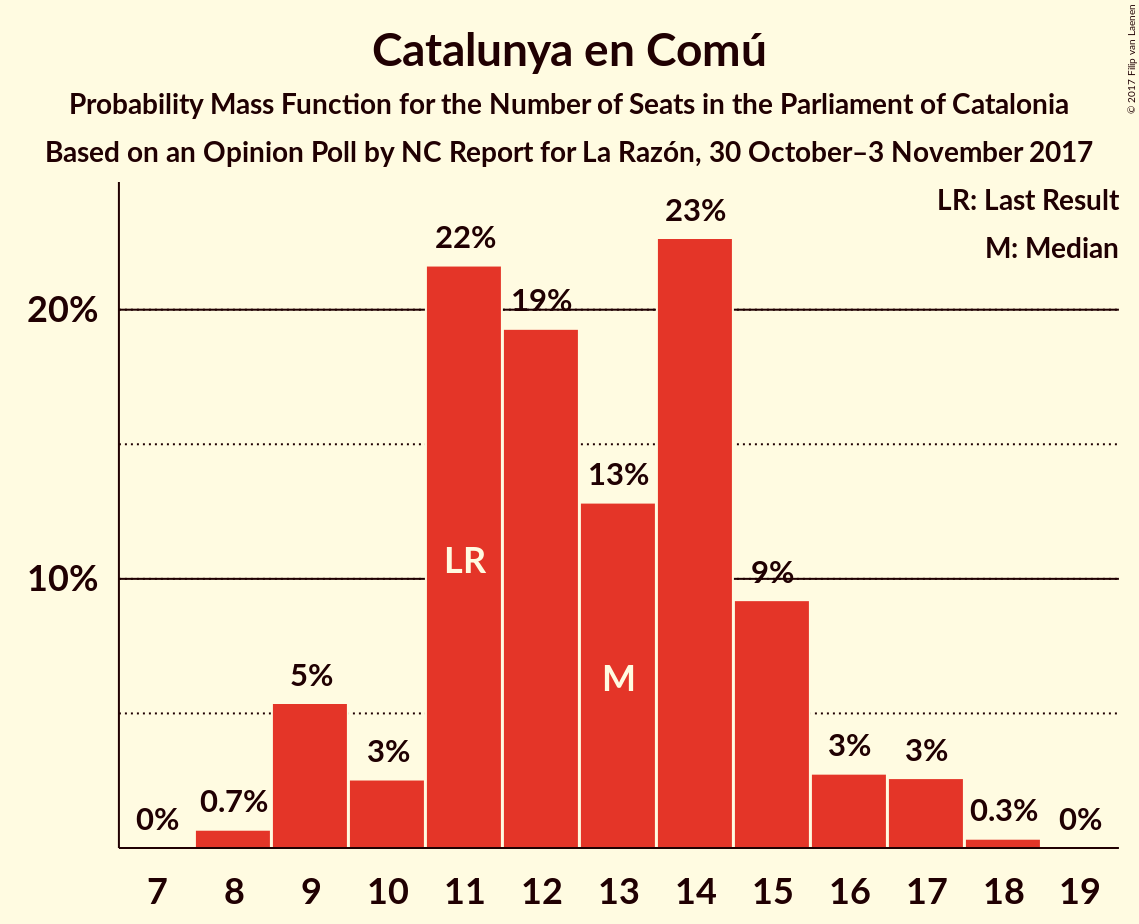 Catalunya en Comú
Probability Mass Function for the Number of Seats in the Parliament of Catalonia
Based on an Opinion Poll by NC Report for La Razón, 30 October–3 November 2017
© 2017 Filip van Laenen
LR: Last Result
M: Median
20%
10%
0%
0.7%
5%
3%
22%
19%
13%
23%
9%
3%
3%
0.3%
0%
LR
M
7 8 9 10 11 12 13 14 15 16 17 18 19